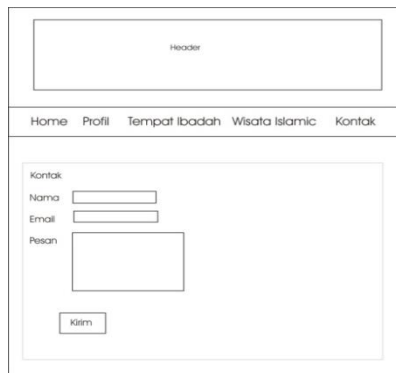 Header
Home Profil Tempat Ibadah Wisata Islamic Kontak
Kontak
Nama
Email
Pesan
Kirim